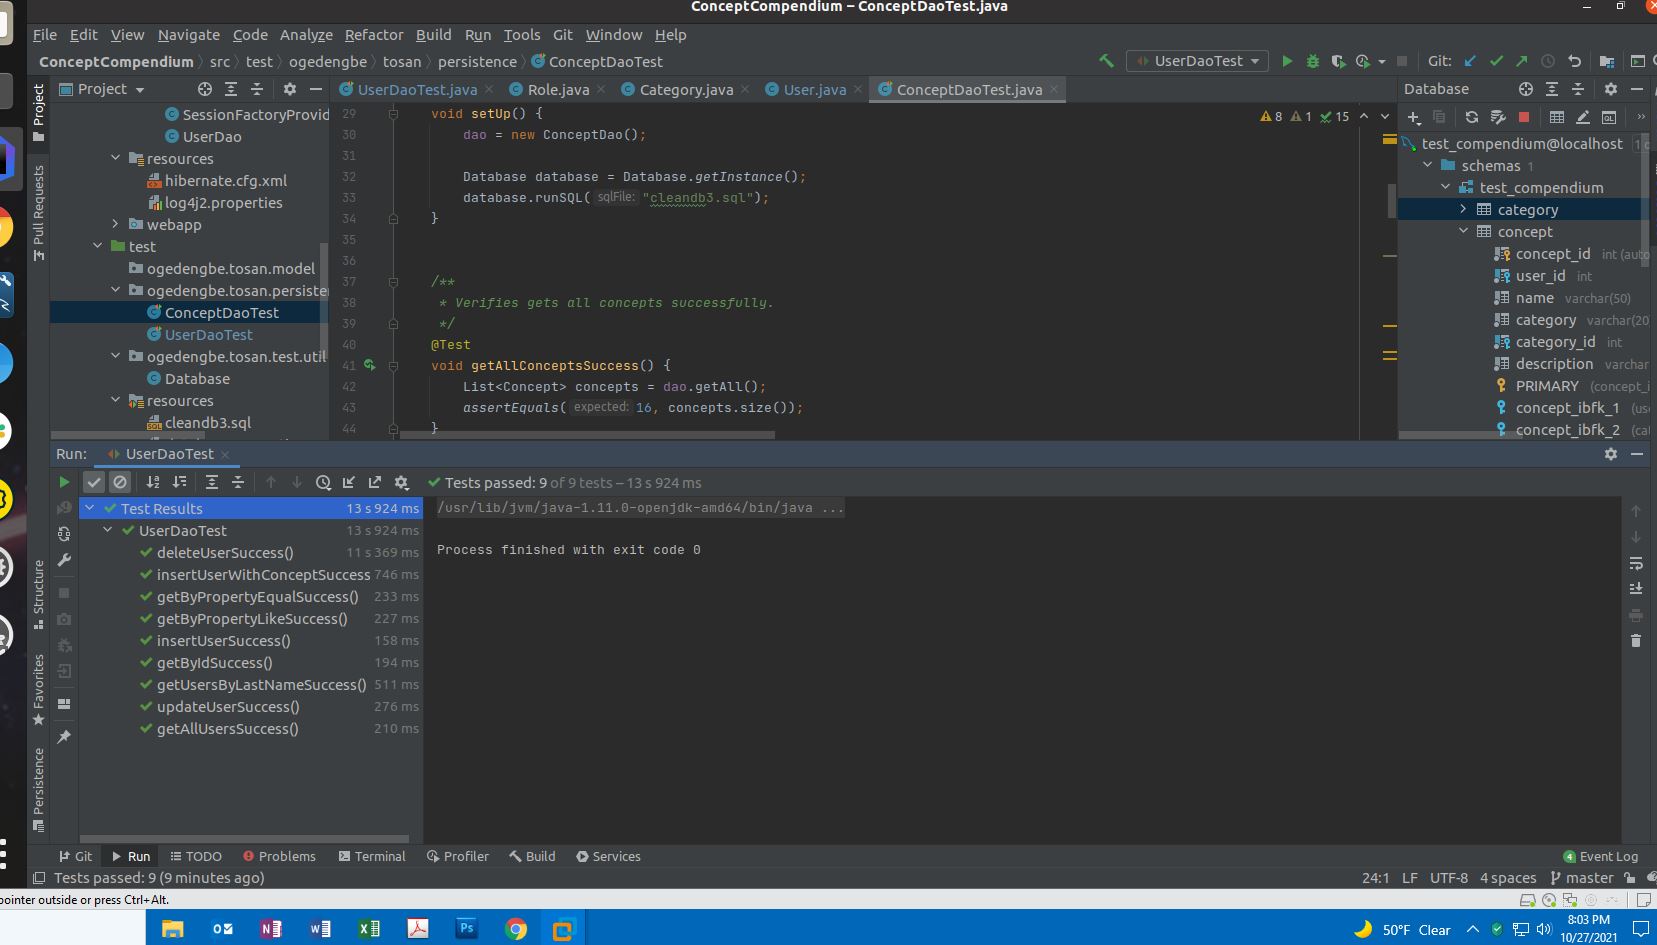 ConceptCompendium – ConceptDaoTest.java
File Edit View Navigate Code Analyze Refactor Build Run Tools Git Window Help
ConceptCompendium src test ogedengbe tosan persistence ConceptDaoTest
UserDaoTest
Git:
Project
UserDaoTest.java
Role.java
Category.java
User.java
ConceptDaoTest.java
Database
Project
Pull Requests
SessionFactoryProvid
UserDao
resources
hibernate.cfg.xml
log4j2.properties
webapp
test
ogedengbe.tosan.model
ogedengbe.tosan.persiste
ConceptDaoTest
UserDaoTest
ogedengbe.tosan.test.util
Database
resources
cleandb3.sql
8 1 15
29 void setUp() {
30 dao = new ConceptDao();
31
32 Database database = Database.getInstance();
33 database.runSQL( sqlFile: "cleandb3.sql");
34 }
35
36
37 /**
38 * Verifies gets all concepts successfully.
39 */
40 @Test
41 void getAllConceptsSuccess() {
42 List<Concept> concepts = dao.getAll();
43 assertEquals( expected: 16, concepts.size());
44 }
test_compendium@localhost
schemas 1
test_compendium
category
concept
concept_id int (auto
user_id int
name varchar(50)
category varchar(20
category_id int
description varchar
PRIMARY (concept_i
concept_ibfk_1 (use
concept_ibfk_2 (cat
Run: UserDaoTest
Tests passed: 9 of 9 tests – 13 s 924 ms
Test Results 13 s 924 ms
UserDaoTest 13 s 924 ms
deleteUserSuccess() 11 s 369 ms
insertUserWithConceptSuccess 746 ms
getByPropertyEqualSuccess() 233 ms
getByPropertyLikeSuccess() 227 ms
insertUserSuccess() 158 ms
getByIdSuccess() 194 ms
getUsersByLastNameSuccess() 511 ms
updateUserSuccess() 276 ms
getAllUsersSuccess() 210 ms
/usr/lib/jvm/java-1.11.0-openjdk-amd64/bin/java ...
Process finished with exit code 0
Structure
Favorites
Persistence
Git Run TODO Problems Terminal Profiler Build Services
4 Event Log
Tests passed: 9 (9 minutes ago)
24:1 LF UTF-8 4 spaces master
pointer outside or press Ctrl+Alt.
50°F Clear
8:03 PM
10/27/2021